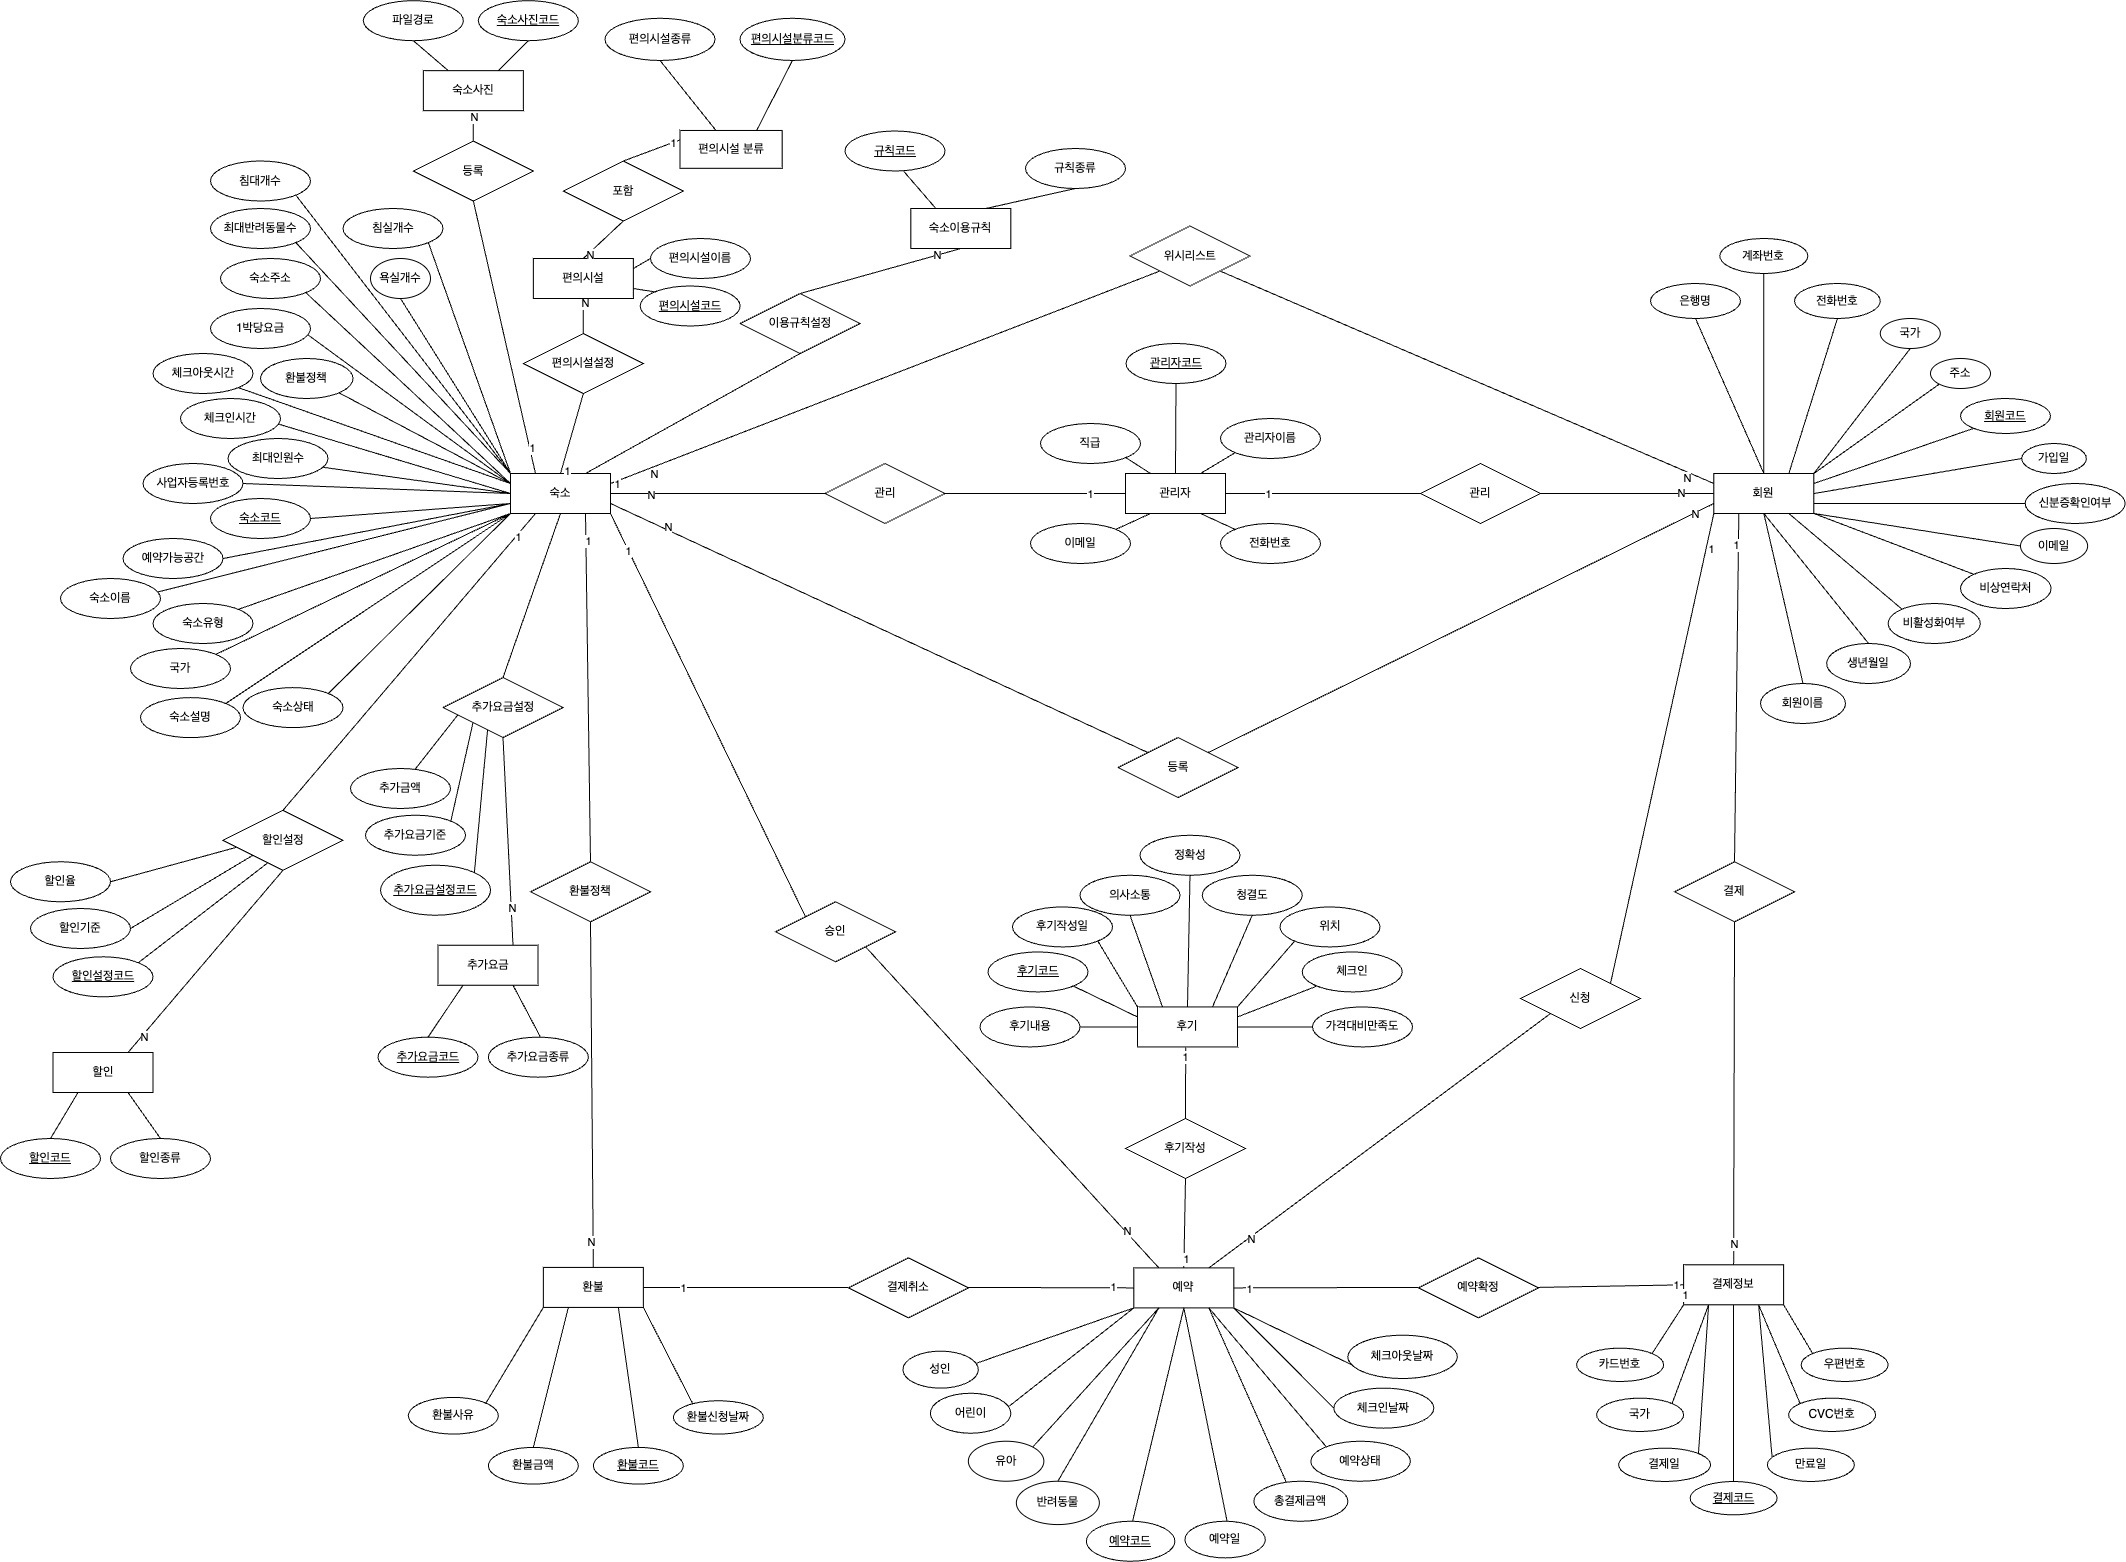 파일경로
숙소사진코드
편의시설종류
편의시설분류코드
숙소사진
N
1
편의시설 분류
규칙코드
규칙종류
등록
포함
침대개수
최대반려동물수
침실개수
숙소이용규칙
N
위시리스트
계좌번호
N
편의시설이름
숙소주소
욕실개수
편의시설
편의시설코드
N
은행명
전화번호
1박당요금
이용규칙설정
국가
체크아웃시간
환불정책
편의시설설정
관리자코드
주소
체크인시간
회원코드
최대인원수
1
직급
관리자이름
가입일
사업자등록번호
1
1
N
N
숙소
N
관리
1
관리자
1
관리
N
회원
신분증확인여부
숙소코드
N
N
1
1
1
이메일
전화번호
1
1
이메일
예약가능공간
숙소이름
비상연락처
숙소유형
비활성화여부
국가
생년월일
숙소설명
숙소상태
추가요금설정
회원이름
등록
추가금액
추가요금기준
할인설정
정확성
할인율
추가요금설정코드
환불정책
의사소통
청결도
결제
N
할인기준
승인
후기작성일
위치
할인설정코드
추가요금
후기코드
체크인
신청
N
후기내용
후기
가격대비만족도
추가요금코드
추가요금종류
1
할인
할인코드
할인종류
후기작성
N
N
N
N
1
환불
1
결제취소
1
예약
1
예약확정
1
1
결제정보
성인
체크아웃날짜
카드번호
우편번호
환불사유
환불신청날짜
어린이
체크인날짜
국가
CVC번호
환불금액
환불코드
유아
예약상태
결제일
만료일
반려동물
총결제금액
결제코드
예약코드
예약일